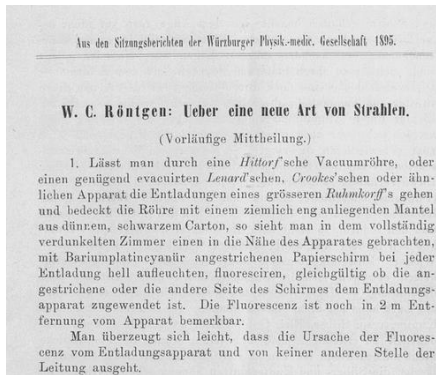 Aus den Sitzungsberichten der Würzburger Physik.-medic. Gesellschaft 1895.
W. C. Röntgen: Ueber eine neue Art von Strahlen.
(Vorläufige Mittheilung.)
1. Lässt man durch eine Hittorf'sche Vacuumröhre, oder
einen genügend evacuirten Lenard'schen, Crookes'schen oder ähn-
lichen Apparat die Entladungen eines grösseren Ruhmkorff's gehen
und bedeckt die Röhre mit einem ziemlich eng anliegenden Mantel
aus dünnem, schwarzem Carton, so sieht man in dem vollständig
verdunkelten Zimmer einen in die Nähe des Apparates gebrachten,
mit Bariumplatincyanür angestrichenen Papierschirm bei jeder
Entladung hell aufleuchten, fluoresciren, gleichgültig ob die an-
gestrichene oder die andere Seite des Schirmes dem Entladungs-
apparat zugewendet ist. Die Fluorescenz ist noch in 2 m Ent-
fernung vom Apparat bemerkbar.
Man überzeugt sich leicht, dass die Ursache der Fluores-
cenz vom Entladungsapparat und von keiner anderen Stelle der
Leitung ausgeht.